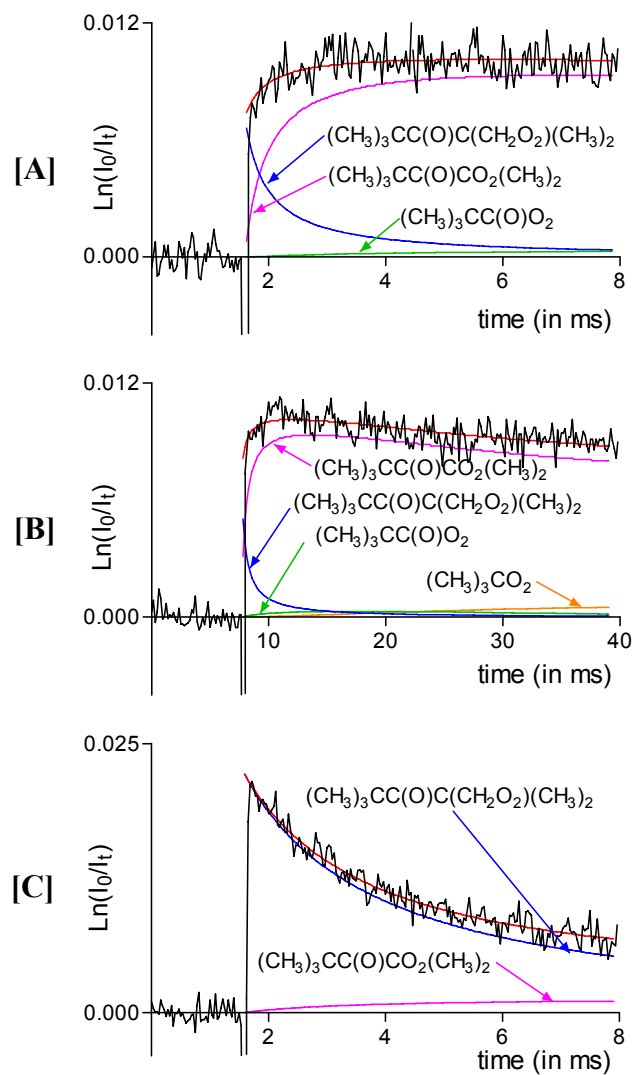 [A]
Ln(I₀/Iₜ)
0.012
0.000
(CH₃)₃CC(O)C(CH₂O₂)(CH₃)₂
(CH₃)₃CC(O)CO₂(CH₃)₂
(CH₃)₃CC(O)O₂
2 4 6 8
time (in ms)
[B]
Ln(I₀/Iₜ)
0.012
0.000
(CH₃)₃CC(O)CO₂(CH₃)₂
(CH₃)₃CC(O)C(CH₂O₂)(CH₃)₂
(CH₃)₃CC(O)O₂
(CH₃)₃CO₂
10 20 30 40
time (in ms)
[C]
Ln(I₀/Iₜ)
0.025
0.000
(CH₃)₃CC(O)C(CH₂O₂)(CH₃)₂
(CH₃)₃CC(O)CO₂(CH₃)₂
2 4 6 8
time (in ms)